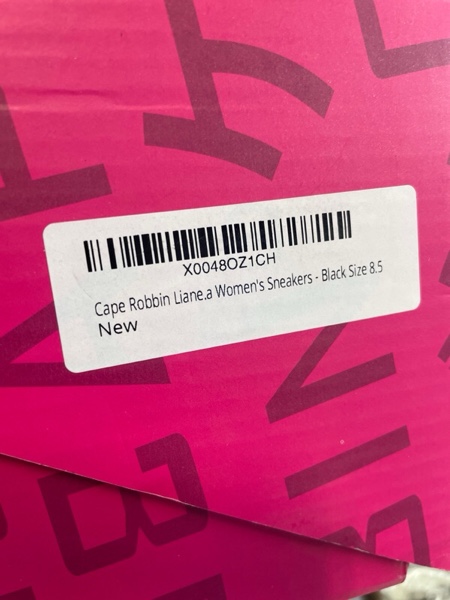 X0048OZ1CH
Cape Robbin Liane.a Women's Sneakers - Black Size 8.5
New